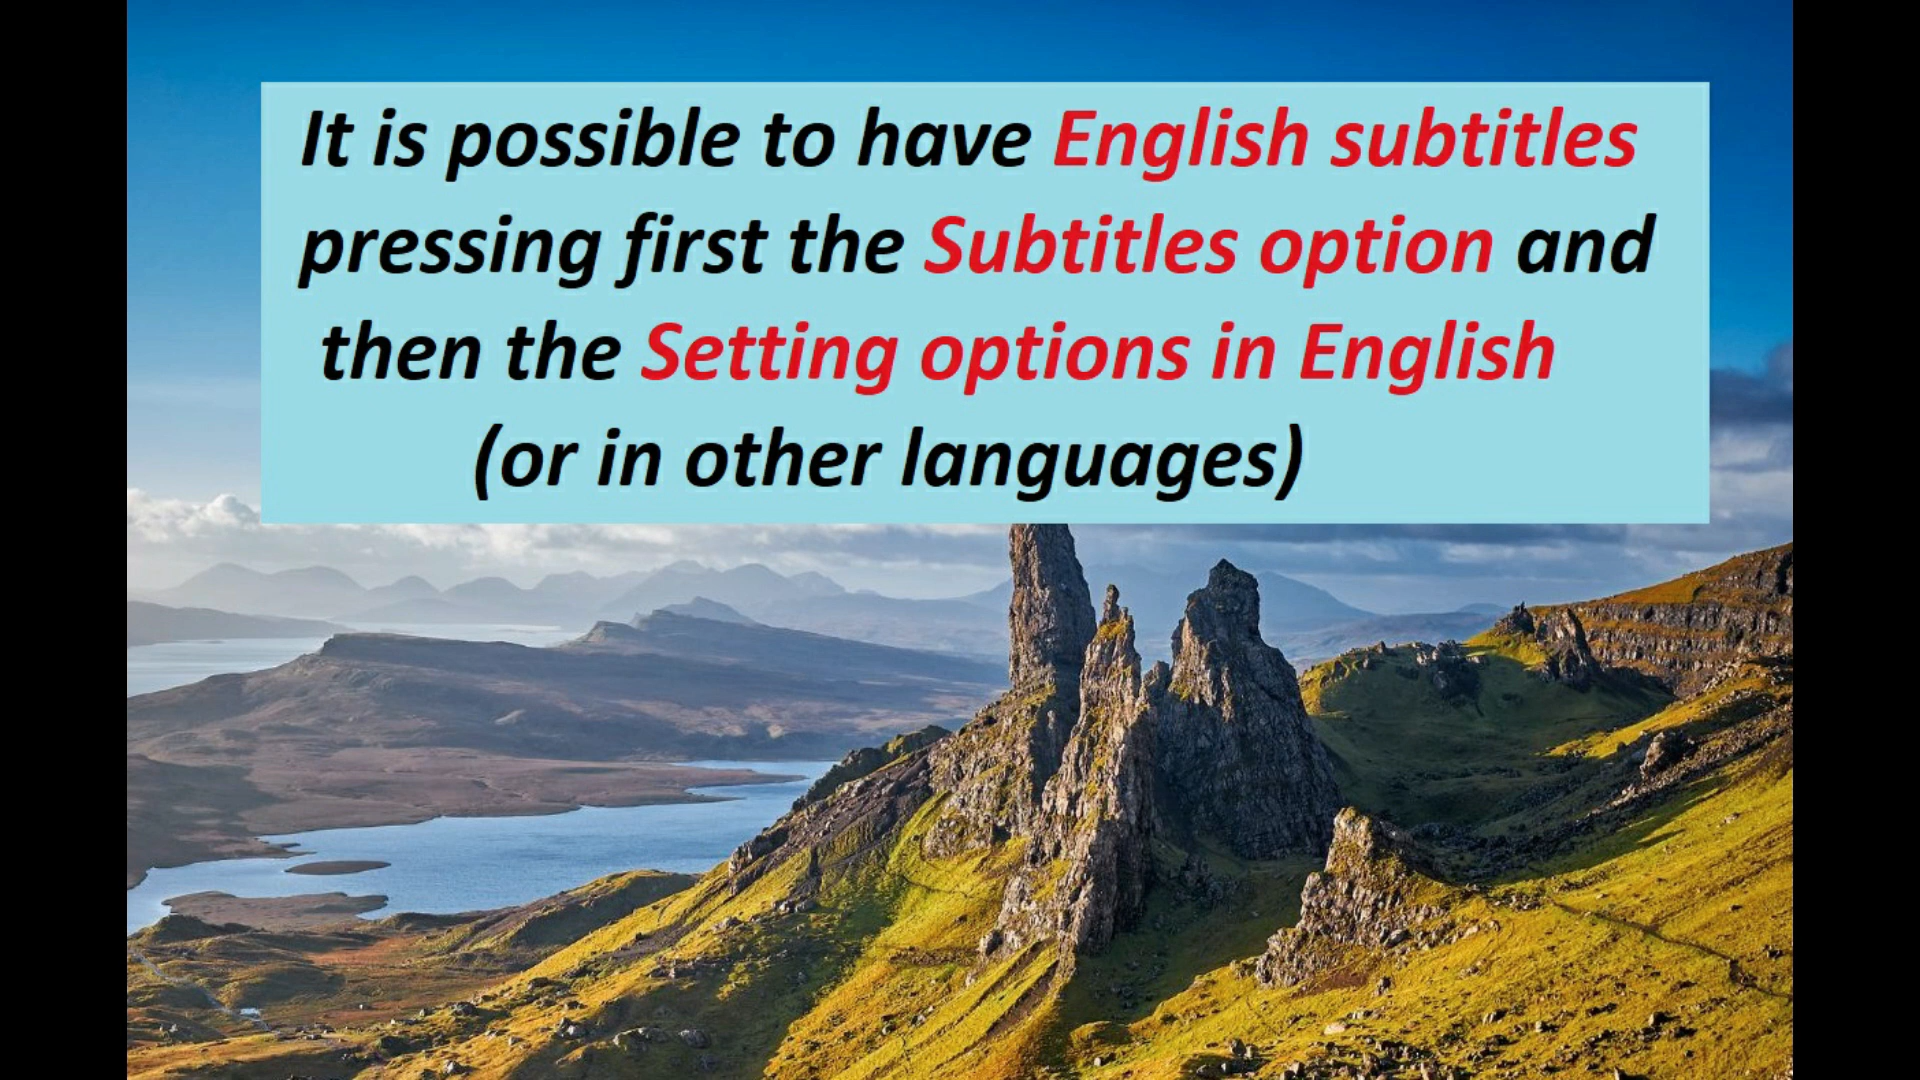 It is possible to have English subtitles
pressing first the Subtitles option and
then the Setting options in English
(or in other languages)